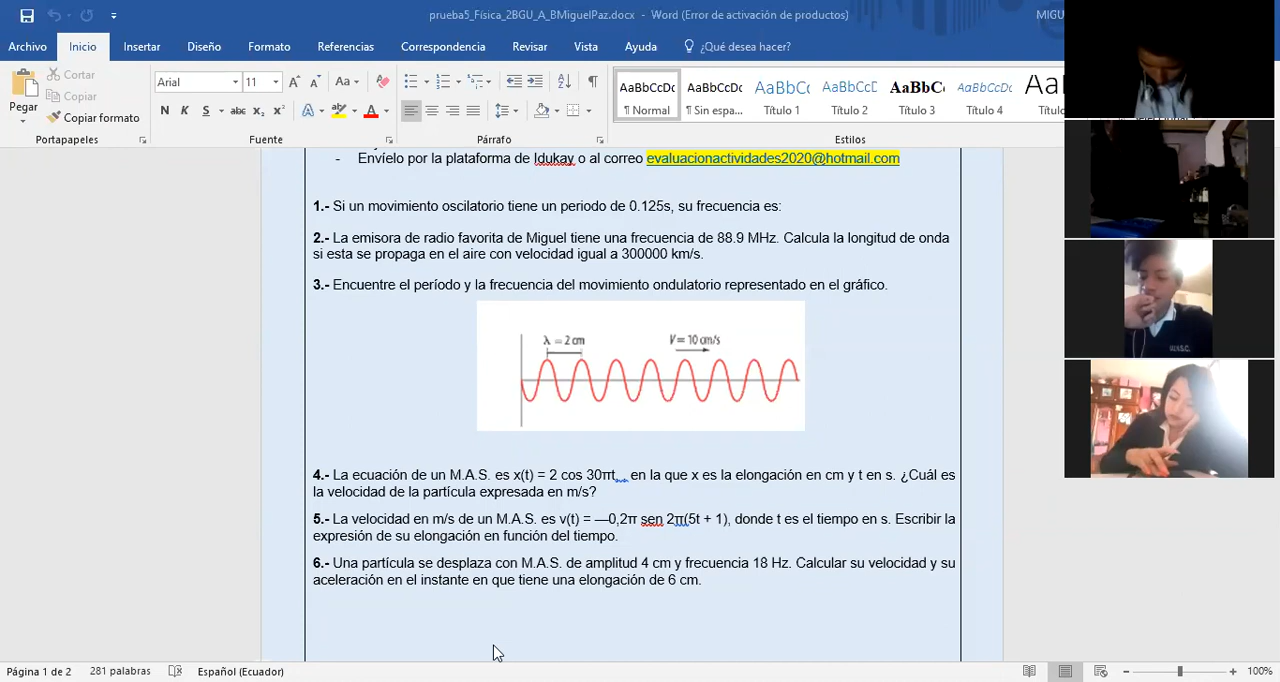 prueba5_Física_2BGU_A_BMiguelPaz.docx - Word (Error de activación de productos)
MIGU
Archivo Inicio Insertar Diseño Formato Referencias Correspondencia Revisar Vista Ayuda ¿Qué desea hacer?
Pegar
Cortar
Copiar
Copiar formato
Arial 11
Aa
N K S abc x₂ x²
AaBbCcDc AaBbCcDc AaBbC AaBbCc AaBbC AaBbCcD AaB
¶ Normal ¶ Sin espa... Título 1 Título 2 Título 3 Título 4 Título
Portapapeles Fuente Párrafo Estilos
- Envíelo por la plataforma de Idukay o al correo evaluacionactividades2020@hotmail.com
1.- Si un movimiento oscilatorio tiene un periodo de 0.125s, su frecuencia es:
2.- La emisora de radio favorita de Miguel tiene una frecuencia de 88.9 MHz. Calcula la longitud de onda
si esta se propaga en el aire con velocidad igual a 300000 km/s.
3.- Encuentre el período y la frecuencia del movimiento ondulatorio representado en el gráfico.
λ = 2 cm V = 10 cm/s
4.- La ecuación de un M.A.S. es x(t) = 2 cos 30πt, en la que x es la elongación en cm y t en s. ¿Cuál es
la velocidad de la partícula expresada en m/s?
5.- La velocidad en m/s de un M.A.S. es v(t) = —0,2π sen 2π(5t + 1), donde t es el tiempo en s. Escribir la
expresión de su elongación en función del tiempo.
6.- Una partícula se desplaza con M.A.S. de amplitud 4 cm y frecuencia 18 Hz. Calcular su velocidad y su
aceleración en el instante en que tiene una elongación de 6 cm.
Página 1 de 2 281 palabras Español (Ecuador) 100%